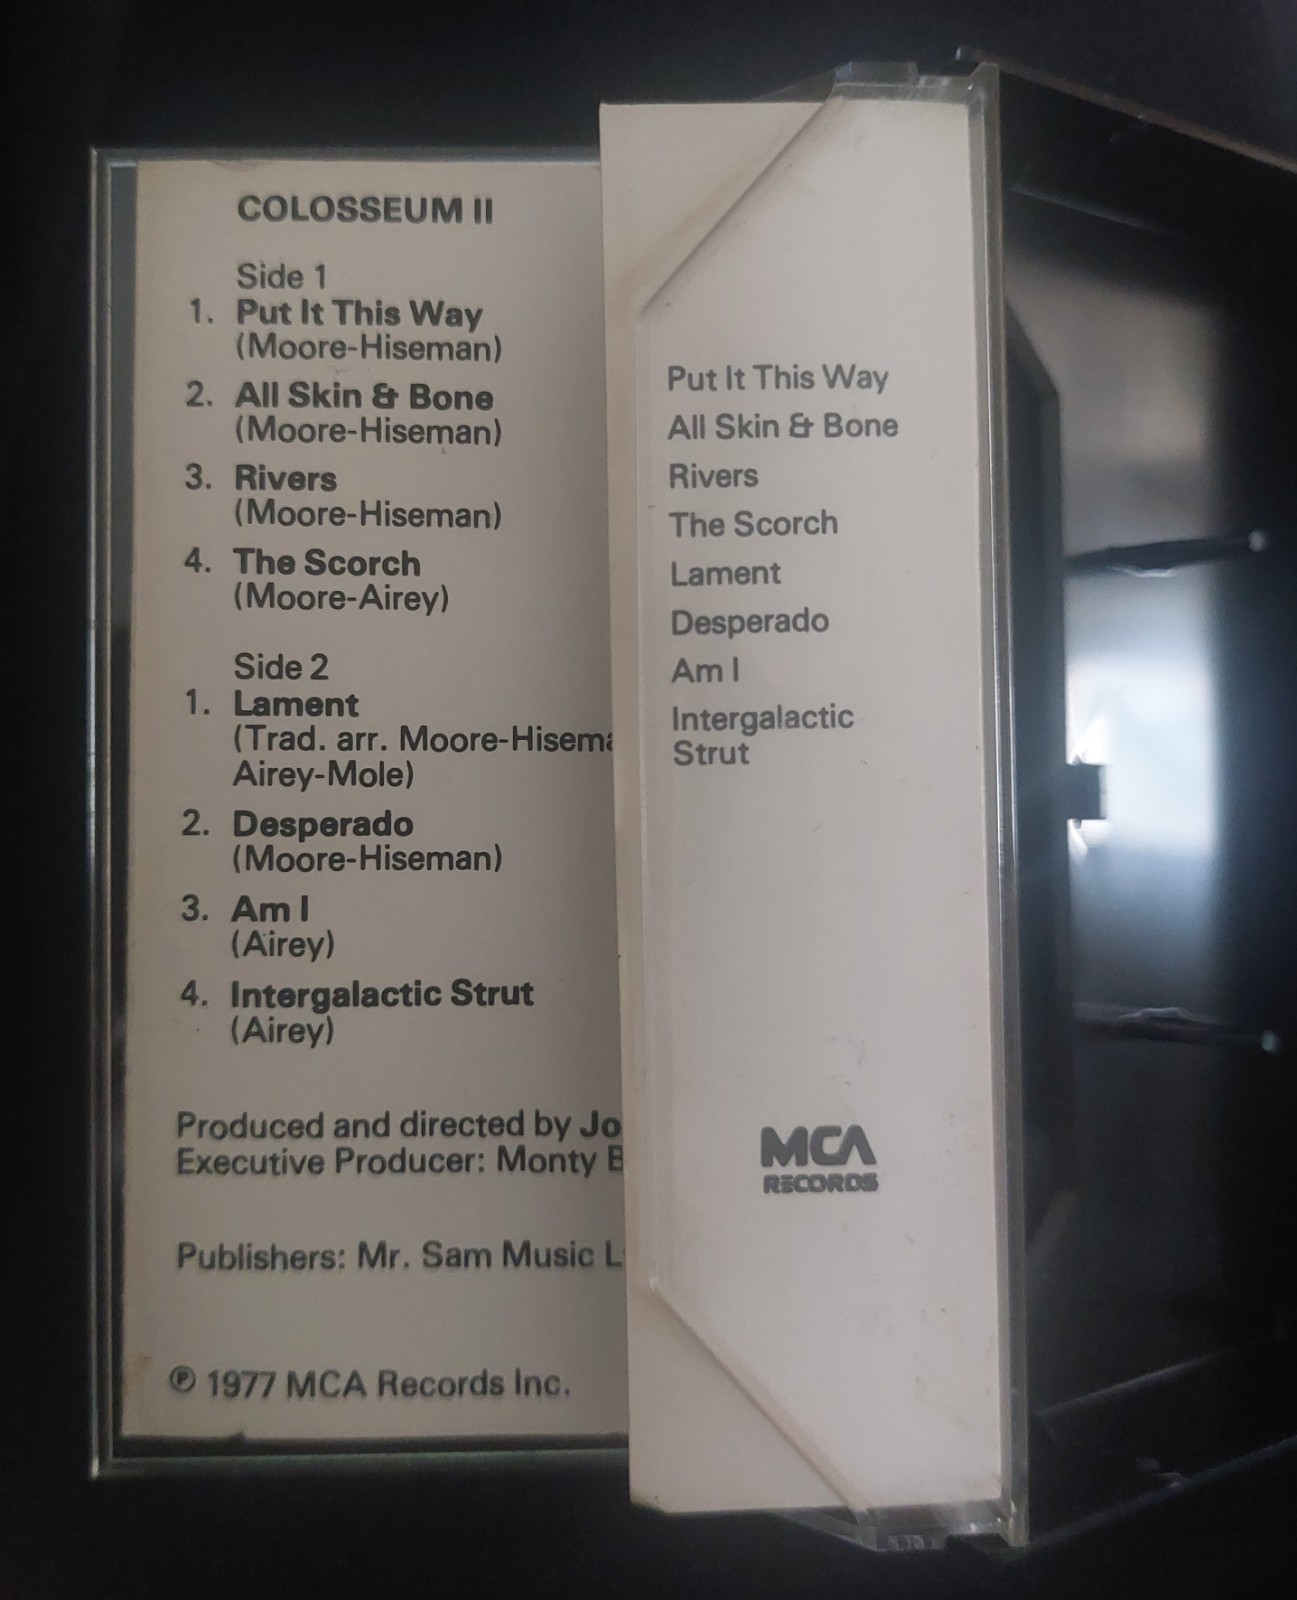 COLOSSEUM II
Side 1
1. Put It This Way
(Moore-Hiseman)
2. All Skin & Bone
(Moore-Hiseman)
3. Rivers
(Moore-Hiseman)
4. The Scorch
(Moore-Airey)
Side 2
1. Lament
(Trad. arr. Moore-Hisema
Airey-Mole)
2. Desperado
(Moore-Hiseman)
3. Am I
(Airey)
4. Intergalactic Strut
(Airey)
Produced and directed by Jo
Executive Producer: Monty B
Publishers: Mr. Sam Music L
℗ 1977 MCA Records Inc.
Put It This Way
All Skin & Bone
Rivers
The Scorch
Lament
Desperado
Am I
Intergalactic
Strut
MCA
RECORDS